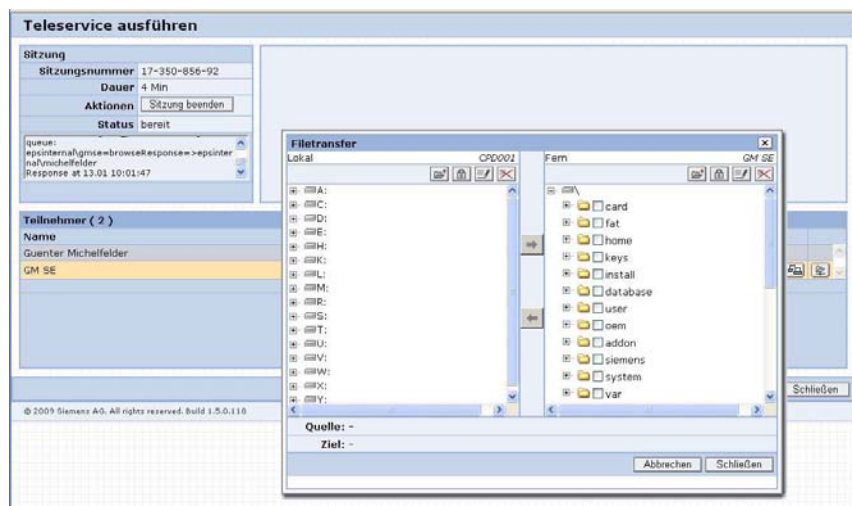 Teleservice ausführen
Sitzung
Sitzungsnummer 17-350-856-92
Dauer 4 Min
Aktionen Sitzung beenden
Status bereit
queue:
epsinternal\gmse=browseResponse=>epsinter
nal\michelfelder
Response at 13.01 10:01:47
Teilnehmer ( 2 )
Name
Guenter Michelfelder
GM SE
Schließen
© 2009 Siemens AG. All rights reserved. Build 1.5.0.118
Filetransfer
Lokal CPD001
A:
C:
D:
E:
H:
K:
L:
M:
R:
S:
T:
U:
V:
W:
X:
Y:
Fern GM SE
\
card
fat
home
keys
install
database
user
oem
addon
siemens
system
var
Quelle: -
Ziel: -
Abbrechen Schließen